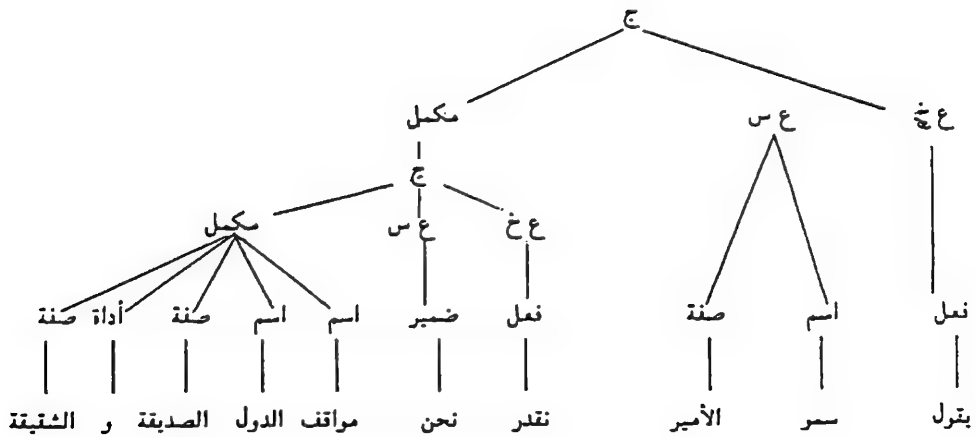 ج
ع خ ع س مكمل
ج
ع خ ع س مكمل
فعل اسم صفة فعل ضمير اسم اسم صفة أداة صفة
يقول سمر الأمير نقدر نحن مواقف الدول الصديقة و الشقيقة